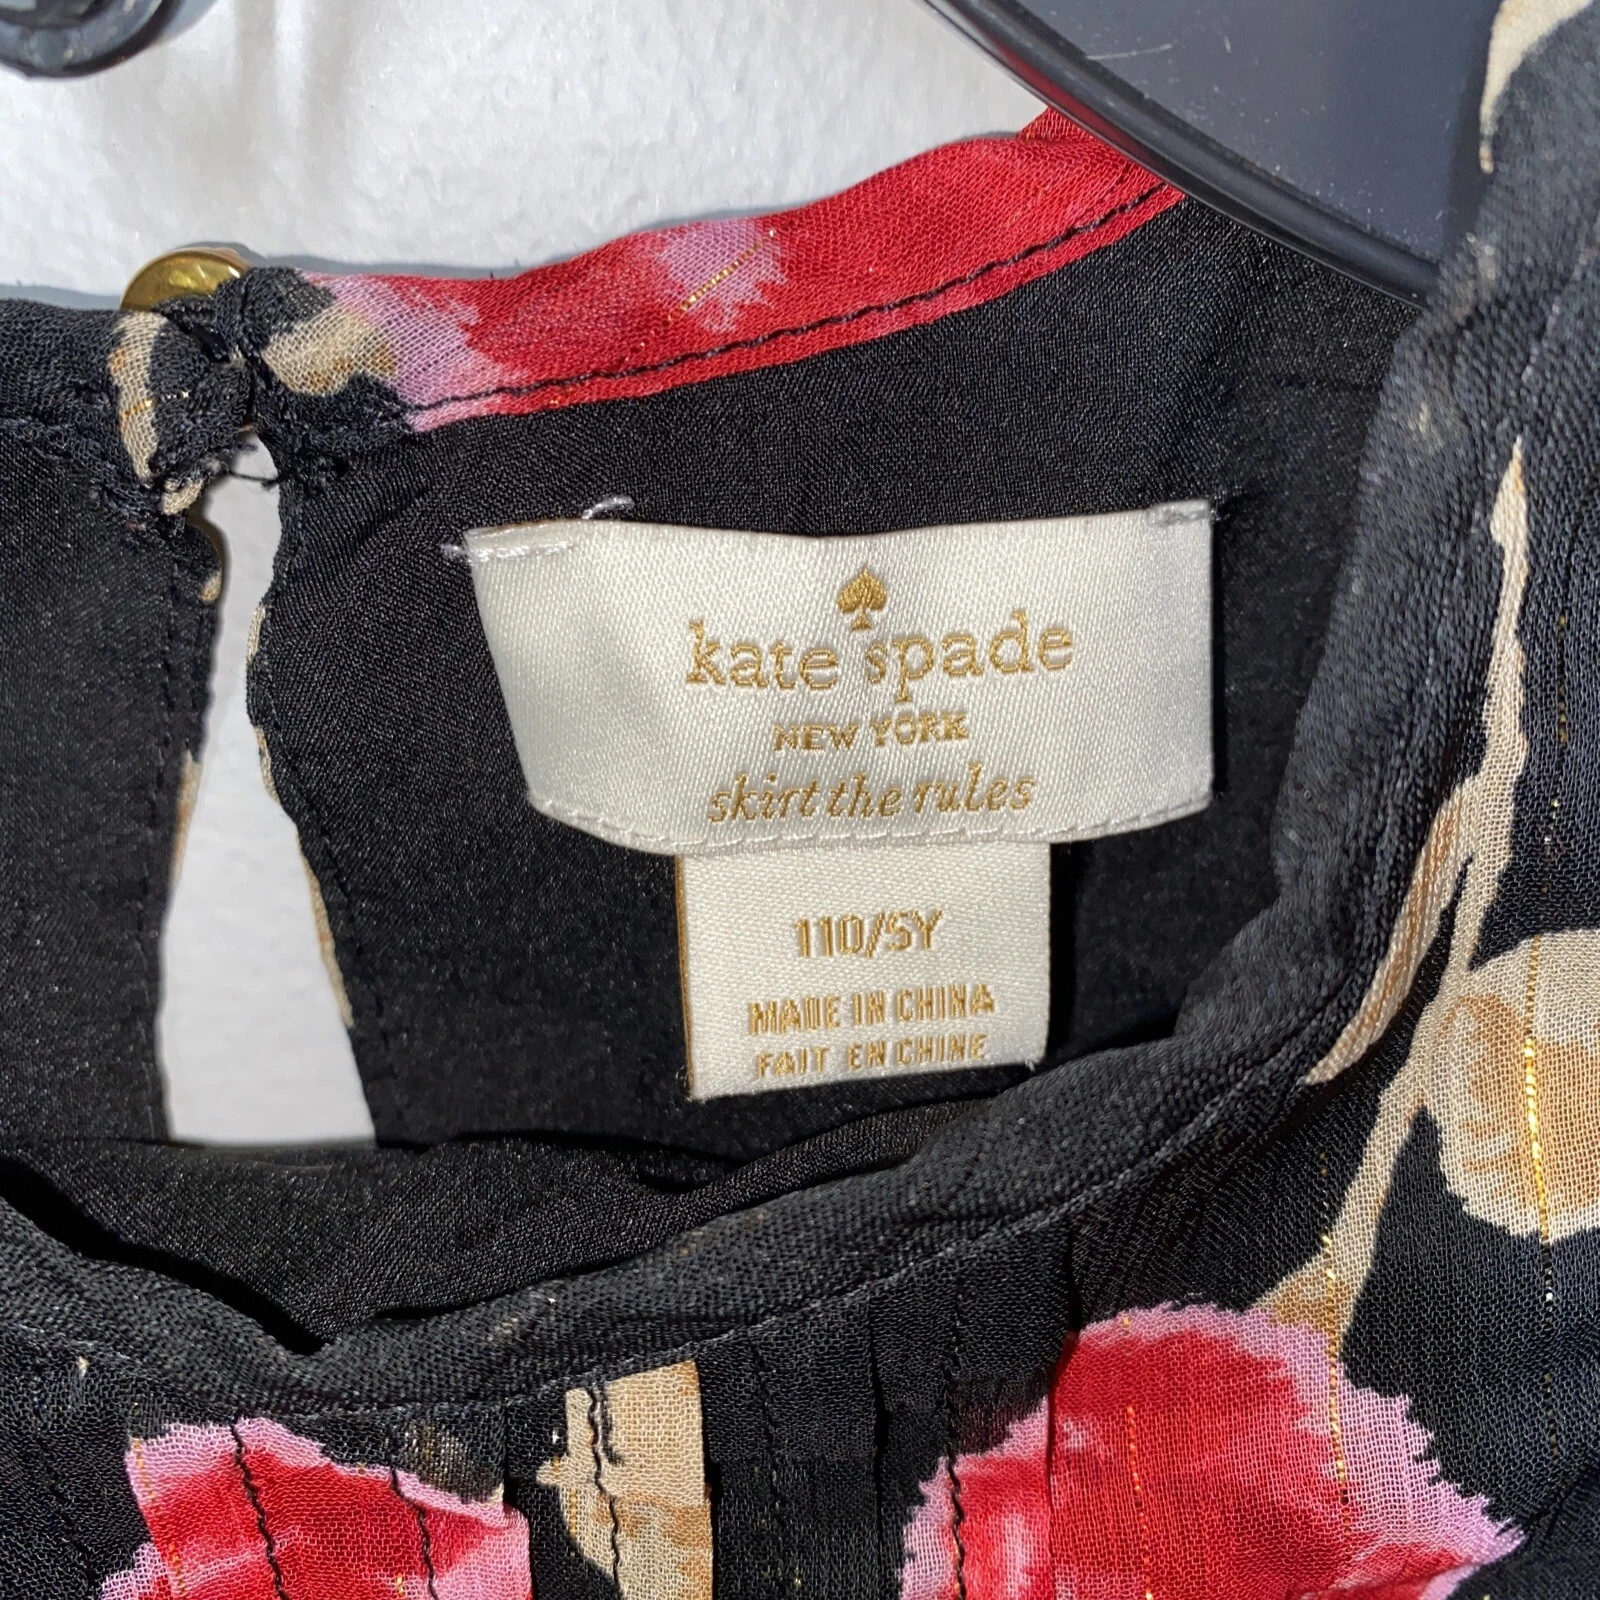 kate spade
NEW YORK
skirt the rules
110/5Y
MADE IN CHINA
FAIT EN CHINE